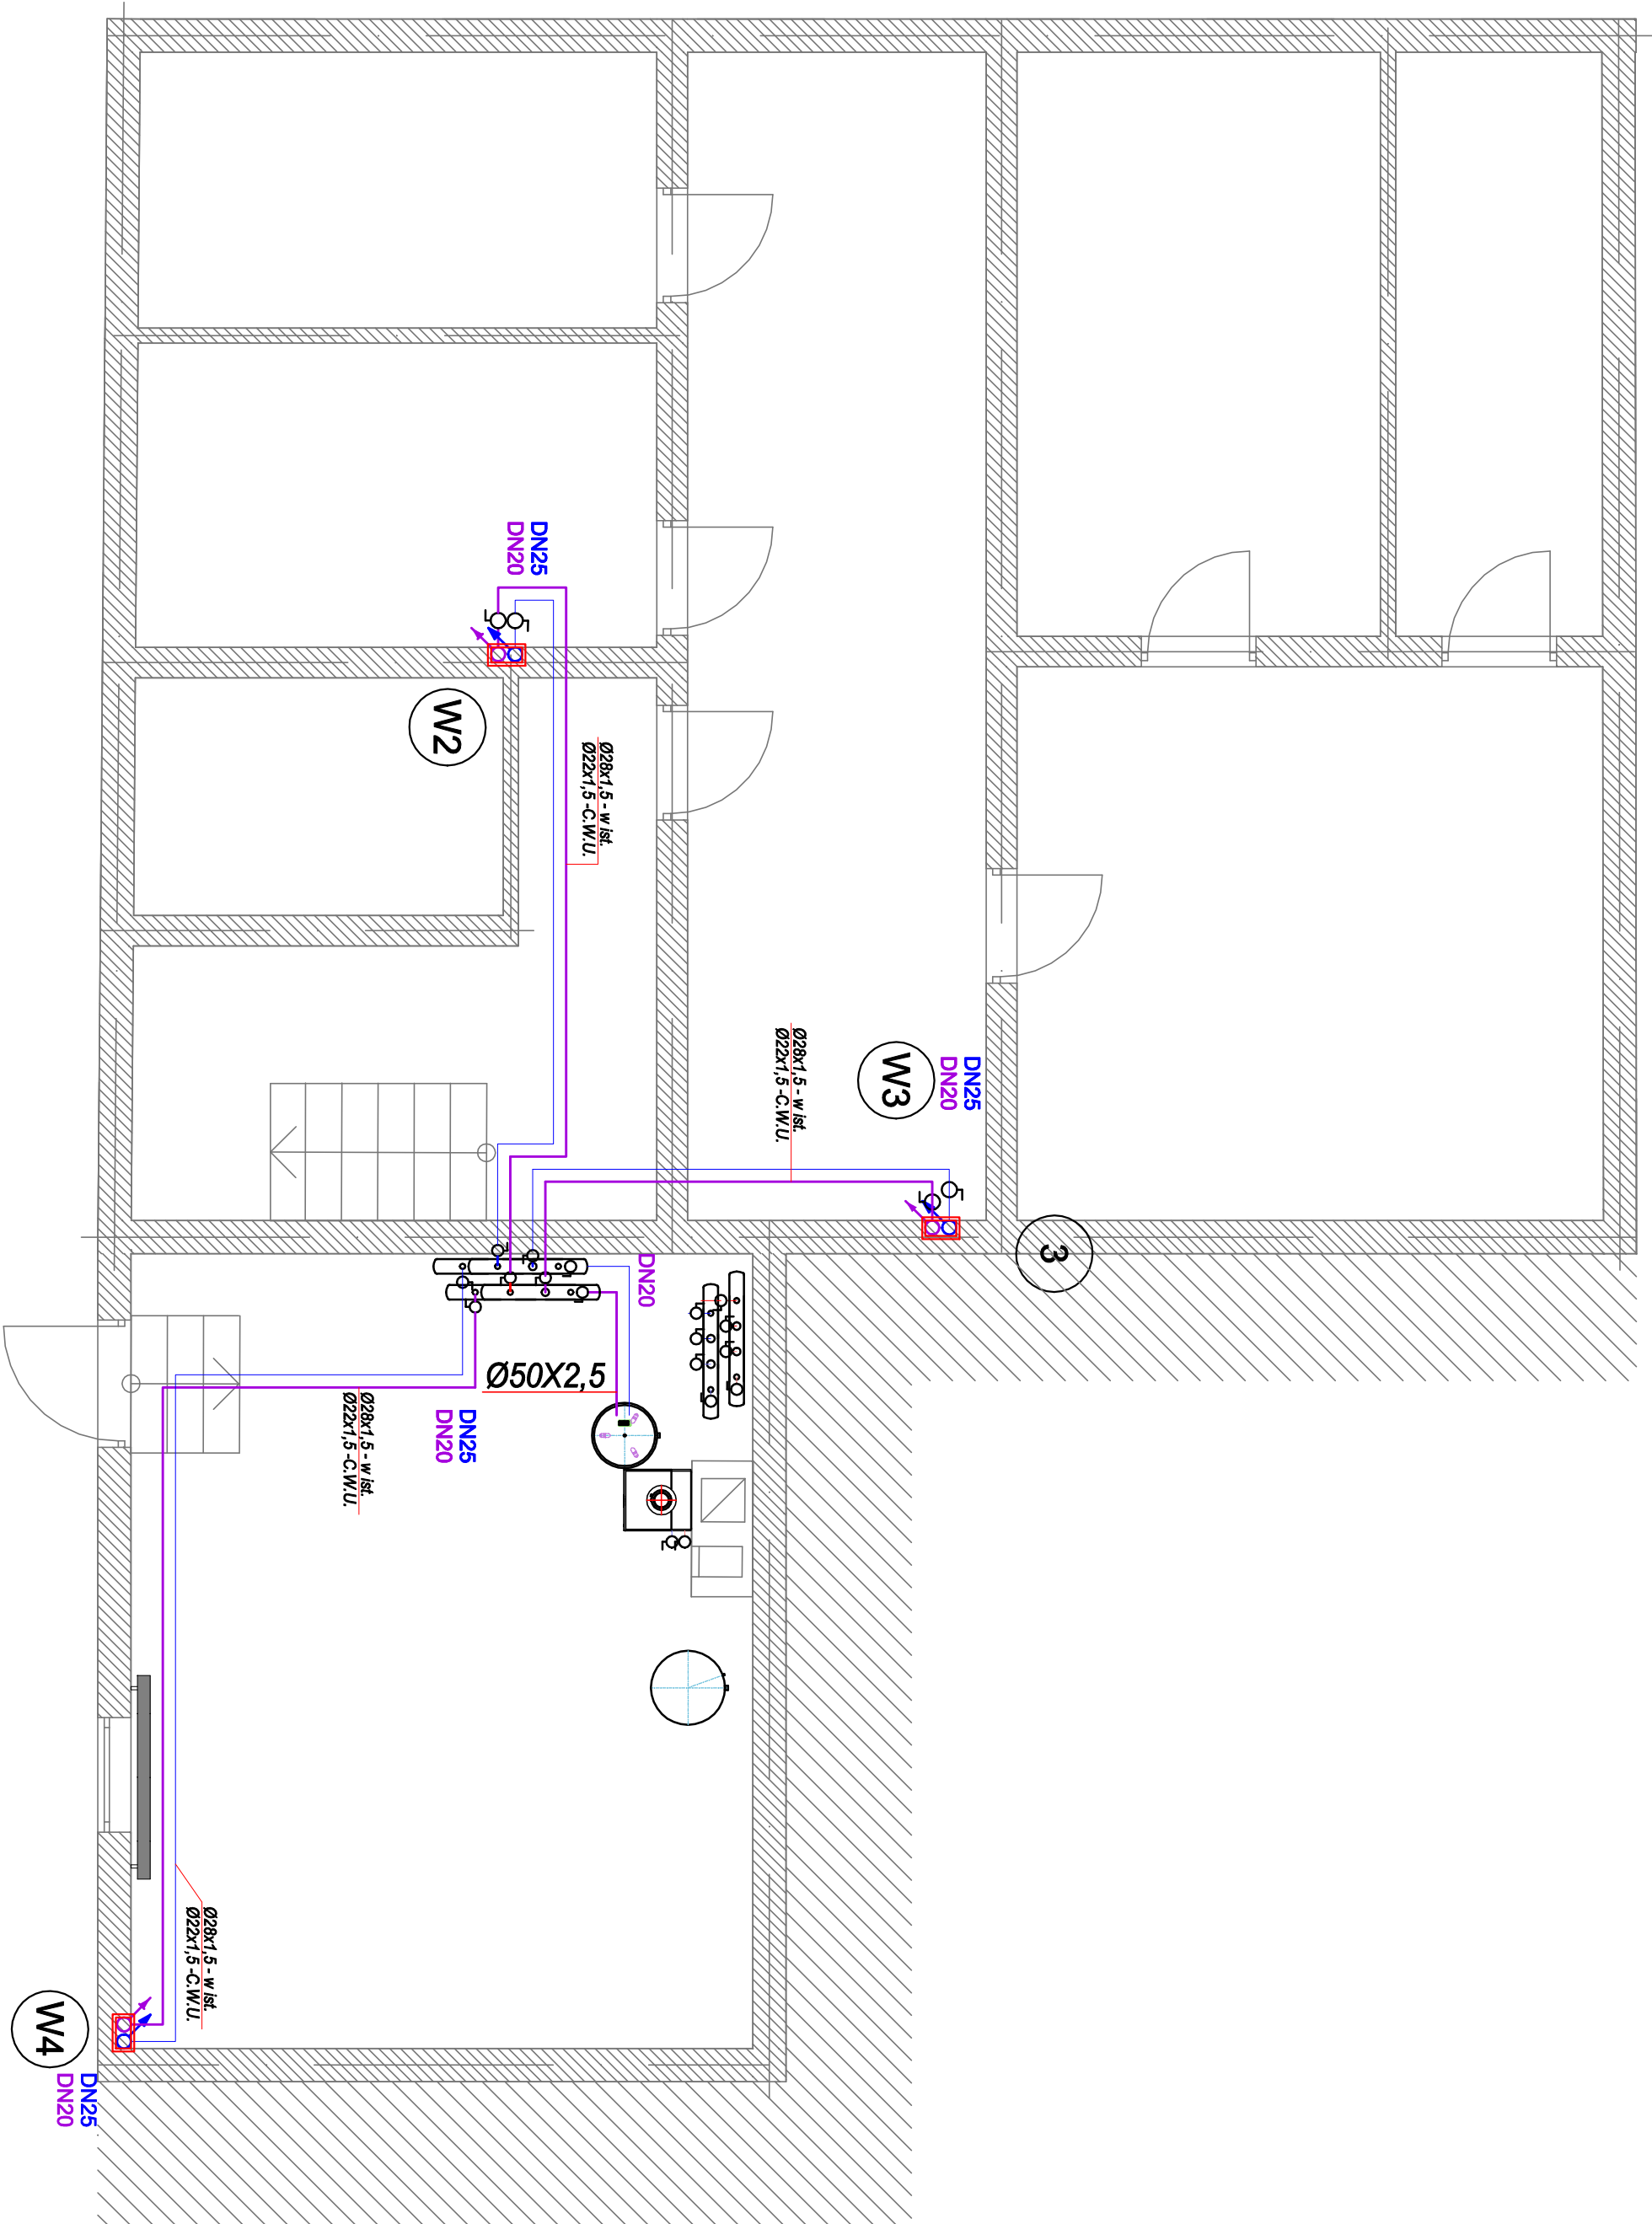 DN25
DN20
W2
Ø28x1,5 - w ist.
Ø22x1,5 -C.W.U.
Ø28x1,5 - w ist.
Ø22x1,5 -C.W.U.
W3
DN25
DN20
3
DN20
Ø50X2,5
DN25
DN20
Ø28x1,5 - w ist.
Ø22x1,5 -C.W.U.
Ø28x1,5 - w ist.
Ø22x1,5 -C.W.U.
W4
DN25
DN20